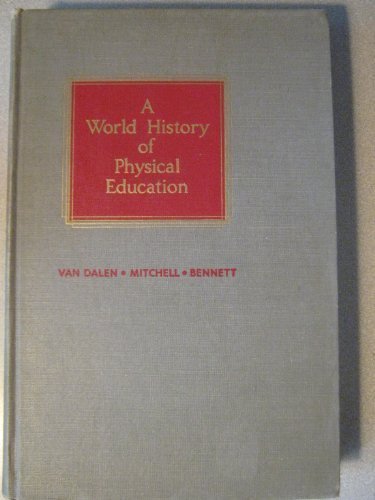 A
World History
of
Physical
Education
VAN DALEN • MITCHELL • BENNETT